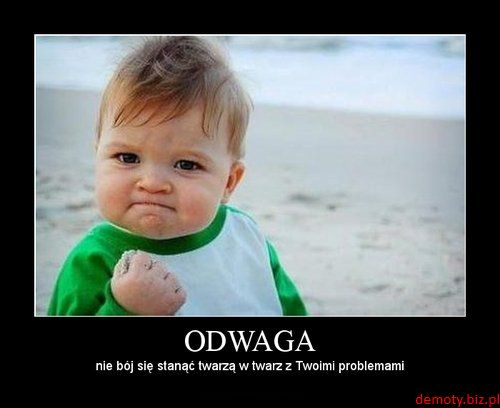 ODWAGA
nie bój się stanąć twarzą w twarz z Twoimi problemami
demoty.biz.pl